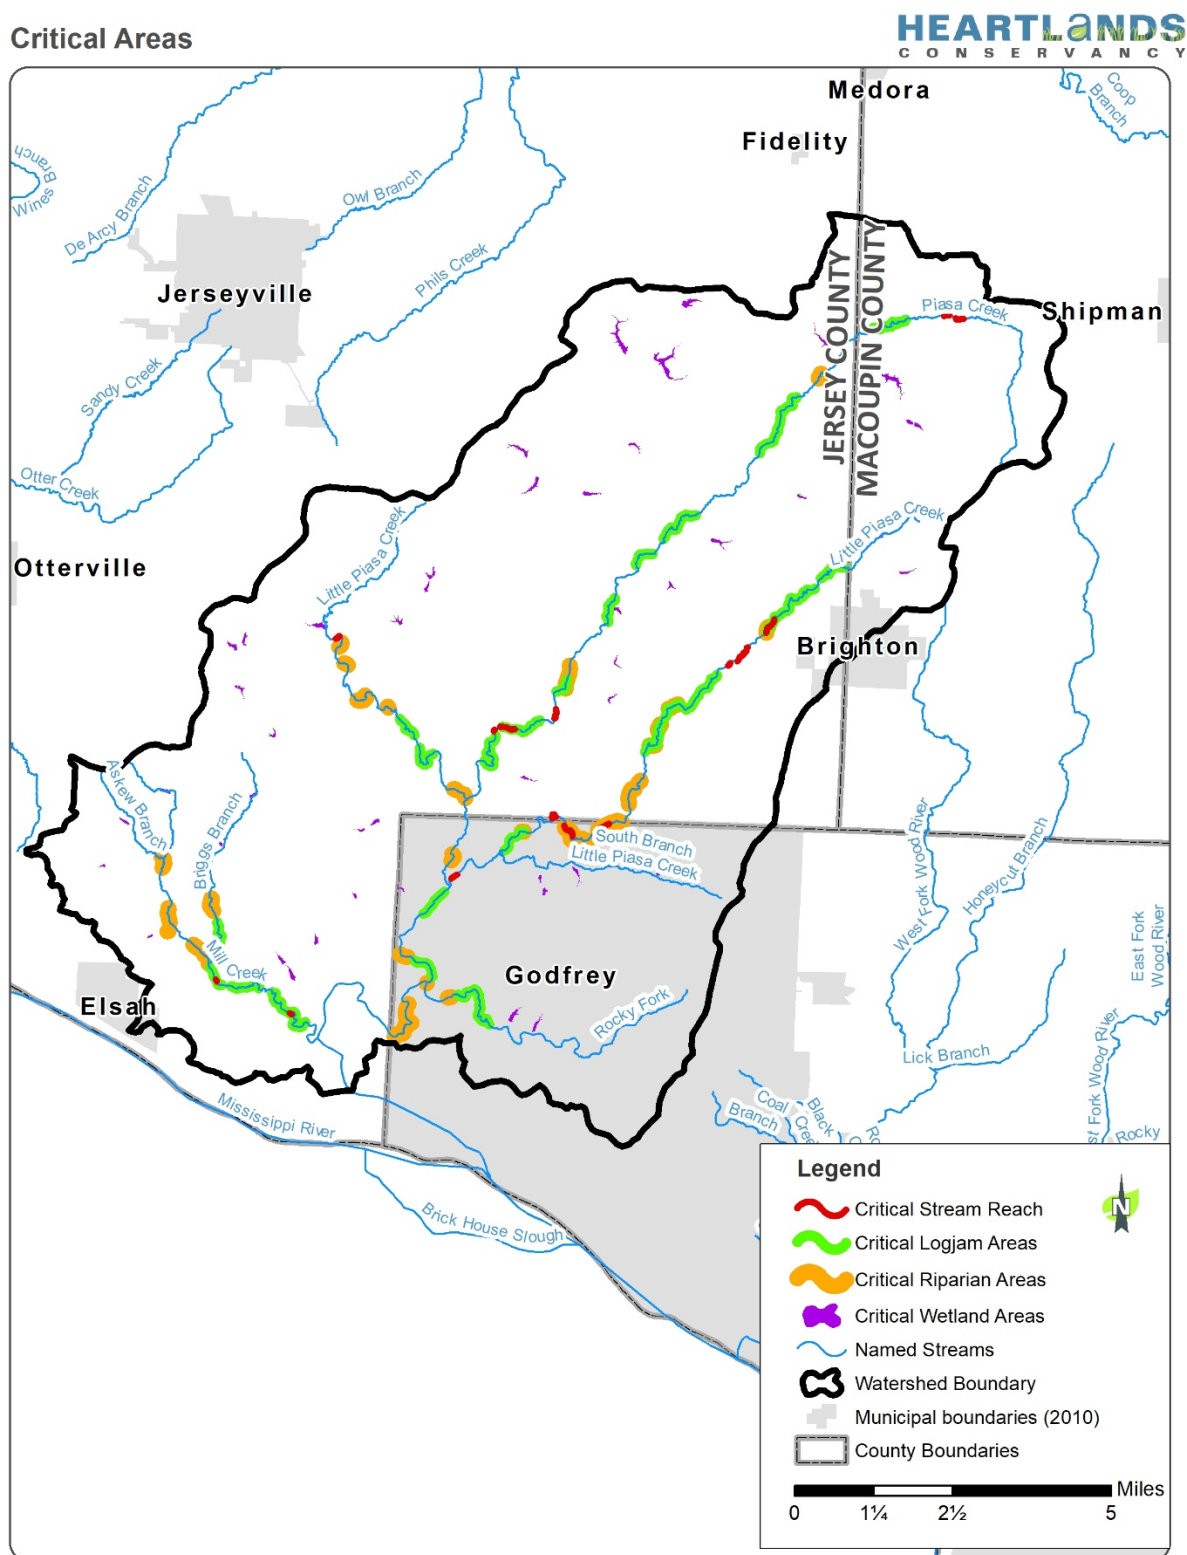 Critical Areas
HEARTLANDS
CONSERVANCY
Medora
Coop
Branch
Fidelity
Wines Branch
De Arcy Branch
Owl Branch
Phils Creek
Jerseyville
JERSEY COUNTY
MACOUPIN COUNTY
Piasa Creek
Shipman
Sandy Creek
Otter Creek
Little Piasa Creek
Little Piasa Creek
Otterville
Brighton
Askew Branch
Briggs Branch
South Branch
Little Piasa Creek
West Fork Wood River
Honeycut Branch
East Fork
Wood River
Mill Creek
Godfrey
Elsah
Rocky Fork
Lick Branch
Mississippi River
Coal
Branch
Black
Rocky
Brick House Slough
Legend
Critical Stream Reach
Critical Logjam Areas
Critical Riparian Areas
Critical Wetland Areas
Named Streams
Watershed Boundary
Municipal boundaries (2010)
County Boundaries
N
Miles
0 1¼ 2½ 5